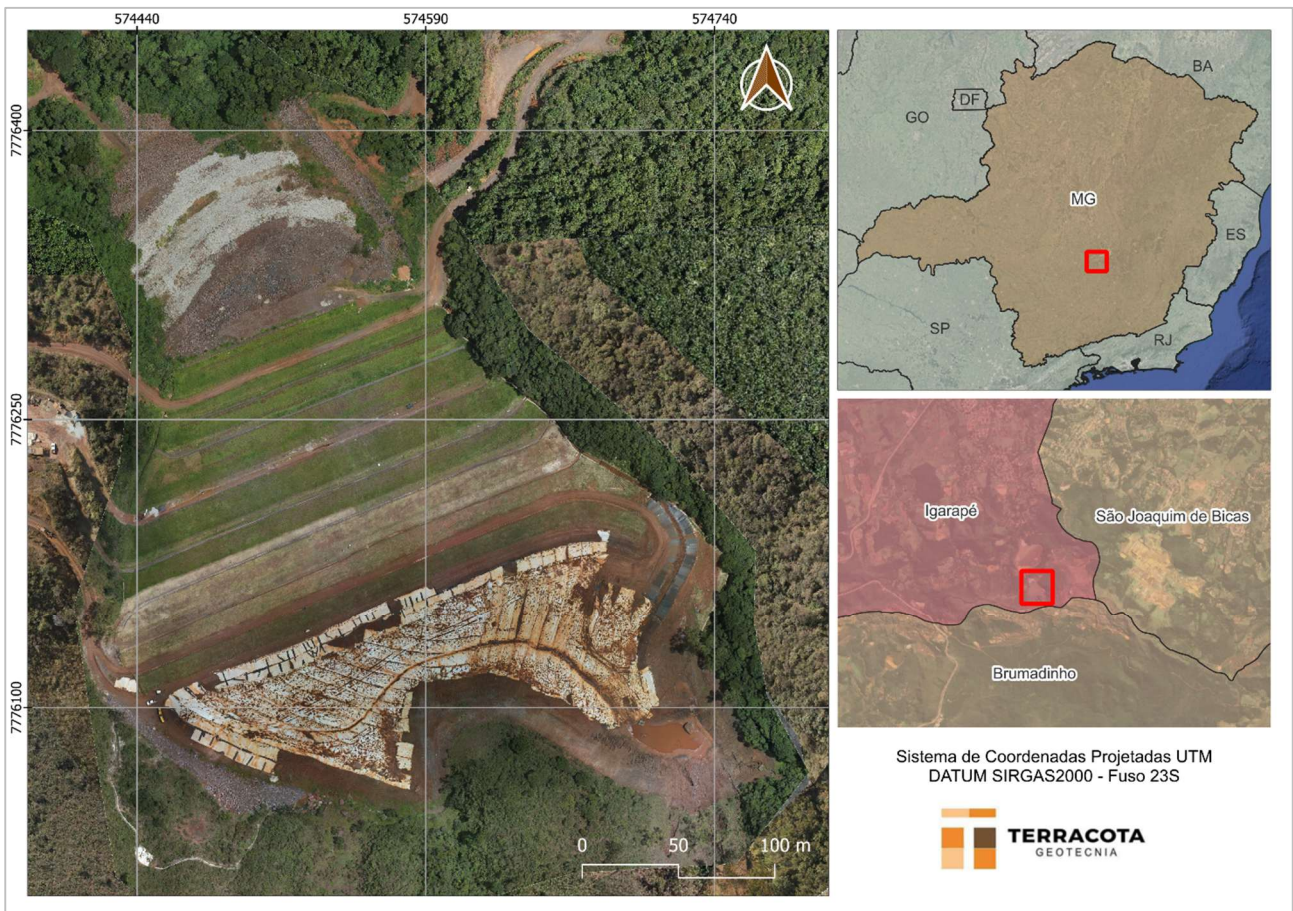 574440
574590
574740
7776400
7776250
7776100
0
50
100 m
BA
DF
GO
MG
ES
SP
RJ
Igarapé
São Joaquim de Bicas
Brumadinho
Sistema de Coordenadas Projetadas UTM
DATUM SIRGAS2000 - Fuso 23S
TERRACOTA
GEOTECNIA